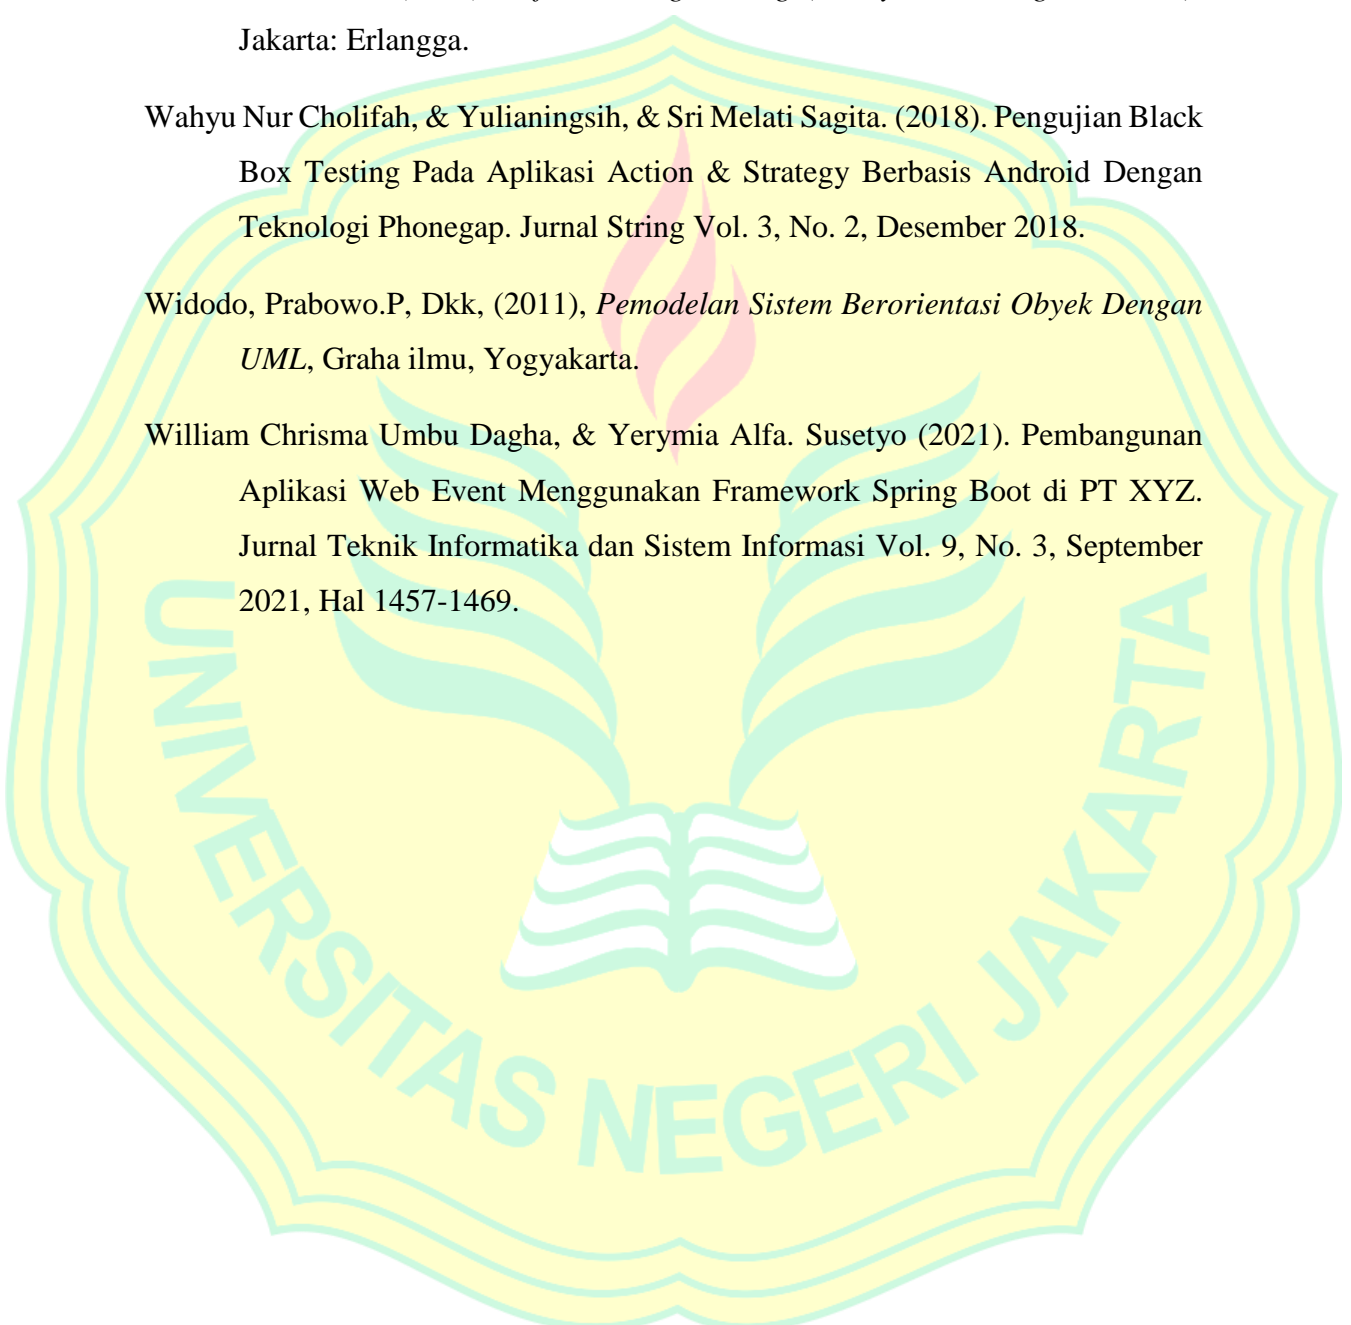 Jakarta: Erlangga.
Wahyu Nur Cholifah, & Yulianingsih, & Sri Melati Sagita. (2018). Pengujian Black
Box Testing Pada Aplikasi Action & Strategy Berbasis Android Dengan
Teknologi Phonegap. Jurnal String Vol. 3, No. 2, Desember 2018.
Widodo, Prabowo.P, Dkk, (2011), Pemodelan Sistem Berorientasi Obyek Dengan
UML, Graha ilmu, Yogyakarta.
William Chrisma Umbu Dagha, & Yerymia Alfa. Susetyo (2021). Pembangunan
Aplikasi Web Event Menggunakan Framework Spring Boot di PT XYZ.
Jurnal Teknik Informatika dan Sistem Informasi Vol. 9, No. 3, September
2021, Hal 1457-1469.
UNIVERSITAS NEGERI JAKARTA